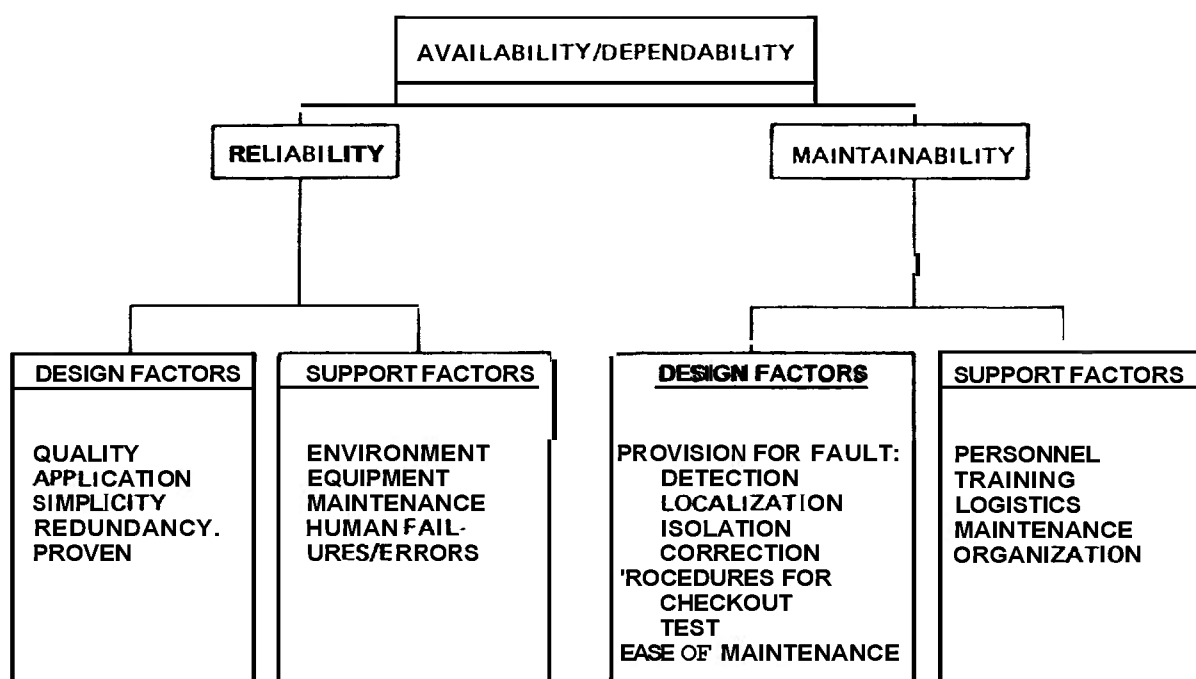 AVAILABILITY/DEPENDABILITY
RELIABILITY
MAINTAINABILITY
DESIGN FACTORS
QUALITY
APPLICATION
SIMPLICITY
REDUNDANCY.
PROVEN
SUPPORT FACTORS
ENVIRONMENT
EQUIPMENT
MAINTENANCE
HUMAN FAIL-
URES/ERRORS
DESIGN FACTORS
PROVISION FOR FAULT:
DETECTION
LOCALIZATION
ISOLATION
CORRECTION
'ROCEDURES FOR
CHECKOUT
TEST
EASE OF MAINTENANCE
SUPPORT FACTORS
PERSONNEL
TRAINING
LOGISTICS
MAINTENANCE
ORGANIZATION